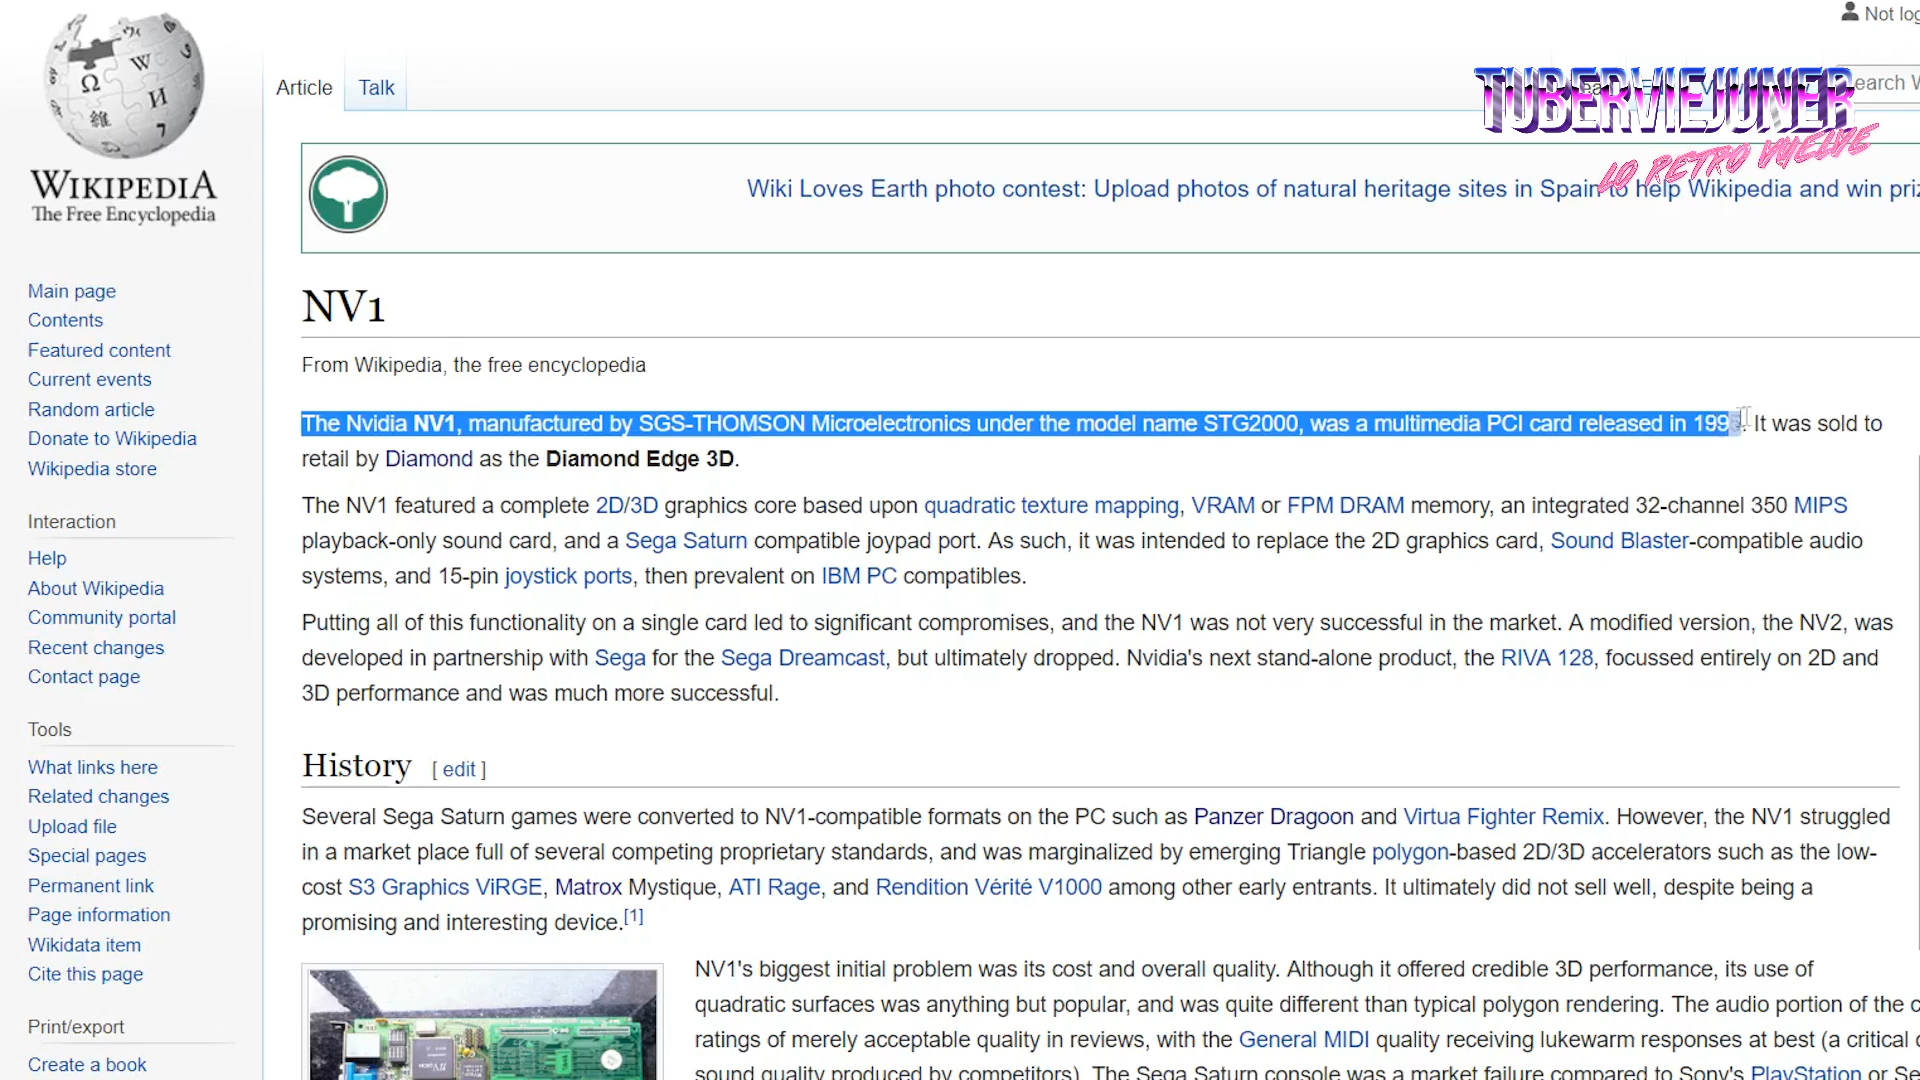 Not log
Article
Talk
TUBERVIEJUNER
LO RETRO VUELVE
earch W
WIKIPEDIA
The Free Encyclopedia
Wiki Loves Earth photo contest: Upload photos of natural heritage sites in Spain to help Wikipedia and win priz
Main page
Contents
Featured content
Current events
Random article
Donate to Wikipedia
Wikipedia store
Interaction
Help
About Wikipedia
Community portal
Recent changes
Contact page
Tools
What links here
Related changes
Upload file
Special pages
Permanent link
Page information
Wikidata item
Cite this page
Print/export
Create a book
NV1
From Wikipedia, the free encyclopedia
The Nvidia NV1, manufactured by SGS-THOMSON Microelectronics under the model name STG2000, was a multimedia PCI card released in 199 . It was sold to
retail by Diamond as the Diamond Edge 3D.
The NV1 featured a complete 2D/3D graphics core based upon quadratic texture mapping, VRAM or FPM DRAM memory, an integrated 32-channel 350 MIPS
playback-only sound card, and a Sega Saturn compatible joypad port. As such, it was intended to replace the 2D graphics card, Sound Blaster-compatible audio
systems, and 15-pin joystick ports, then prevalent on IBM PC compatibles.
Putting all of this functionality on a single card led to significant compromises, and the NV1 was not very successful in the market. A modified version, the NV2, was
developed in partnership with Sega for the Sega Dreamcast, but ultimately dropped. Nvidia's next stand-alone product, the RIVA 128, focussed entirely on 2D and
3D performance and was much more successful.
History [ edit ]
Several Sega Saturn games were converted to NV1-compatible formats on the PC such as Panzer Dragoon and Virtua Fighter Remix. However, the NV1 struggled
in a market place full of several competing proprietary standards, and was marginalized by emerging Triangle polygon-based 2D/3D accelerators such as the low-
cost S3 Graphics ViRGE, Matrox Mystique, ATI Rage, and Rendition Vérité V1000 among other early entrants. It ultimately did not sell well, despite being a
promising and interesting device.[1]
NV1's biggest initial problem was its cost and overall quality. Although it offered credible 3D performance, its use of
quadratic surfaces was anything but popular, and was quite different than typical polygon rendering. The audio portion of the c
ratings of merely acceptable quality in reviews, with the General MIDI quality receiving lukewarm responses at best (a critical c
sound quality produced by competitors). The Sega Saturn console was a market failure compared to Sony's PlayStation or Se